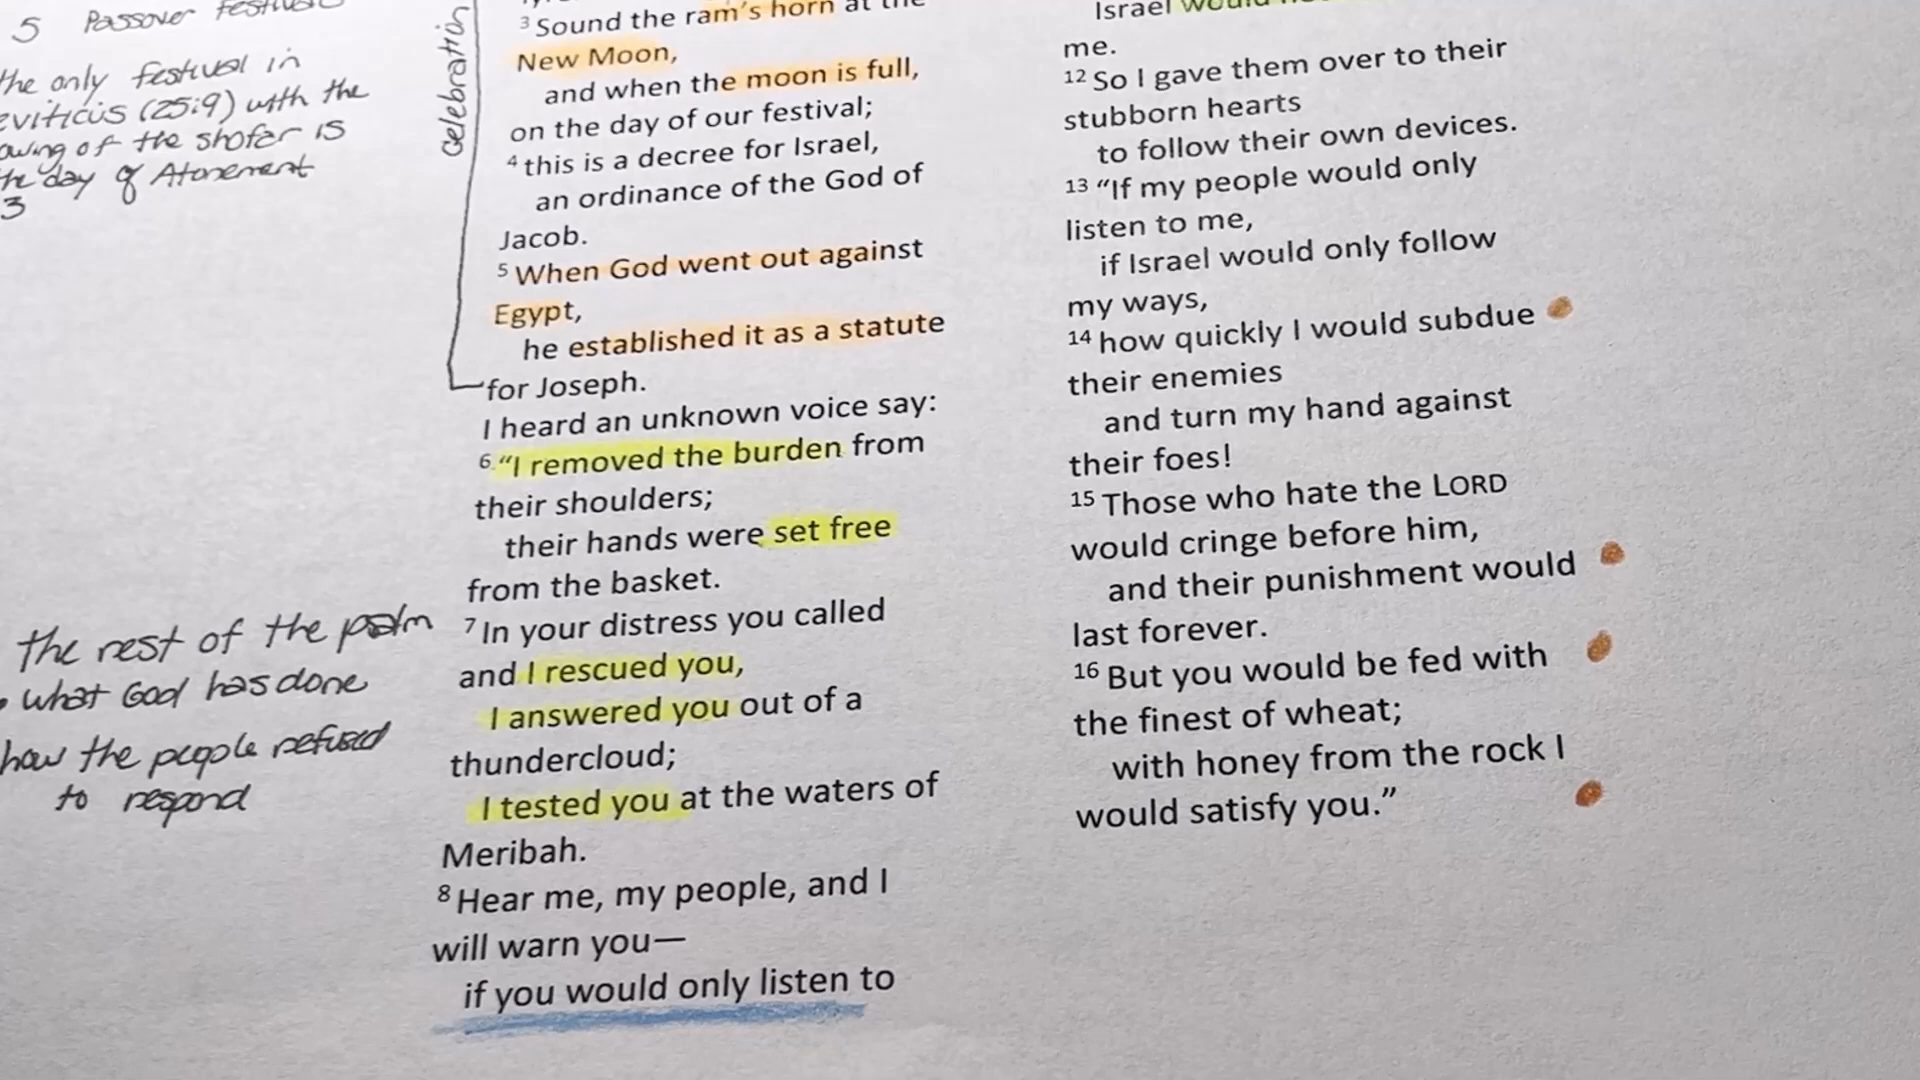 5 Passover Festival
the only festival in
eviticus (25:9) with the
owing of the shofar is
the day of Atonement
3
the rest of the psalm
what God has done
how the people refused
to respond
Celebration
3 Sound the ram's horn at the
New Moon,
and when the moon is full,
on the day of our festival;
4 this is a decree for Israel,
an ordinance of the God of
Jacob.
5 When God went out against
Egypt,
he established it as a statute
for Joseph.
I heard an unknown voice say:
6 “I removed the burden from
their shoulders;
their hands were set free
from the basket.
7 In your distress you called
and I rescued you,
I answered you out of a
thundercloud;
I tested you at the waters of
Meribah.
8 Hear me, my people, and I
will warn you—
if you would only listen to
Israel would
me.
12 So I gave them over to their
stubborn hearts
to follow their own devices.
13 “If my people would only
listen to me,
if Israel would only follow
my ways,
14 how quickly I would subdue
their enemies
and turn my hand against
their foes!
15 Those who hate the LORD
would cringe before him,
and their punishment would
last forever.
16 But you would be fed with
the finest of wheat;
with honey from the rock I
would satisfy you.”